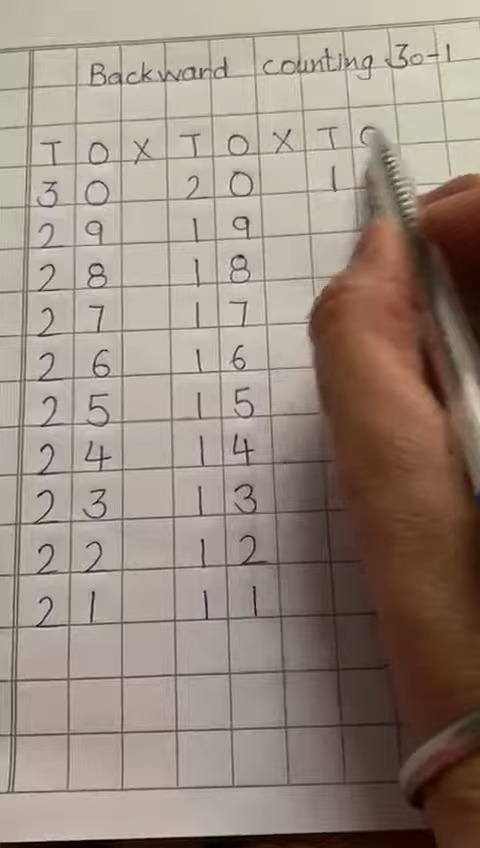 Backward counting 30-1
T O X T O X T O
3 0 2 0 1
2 9 1 9
2 8 1 8
2 7 1 7
2 6 1 6
2 5 1 5
2 4 1 4
2 3 1 3
2 2 1 2
2 1 1 1